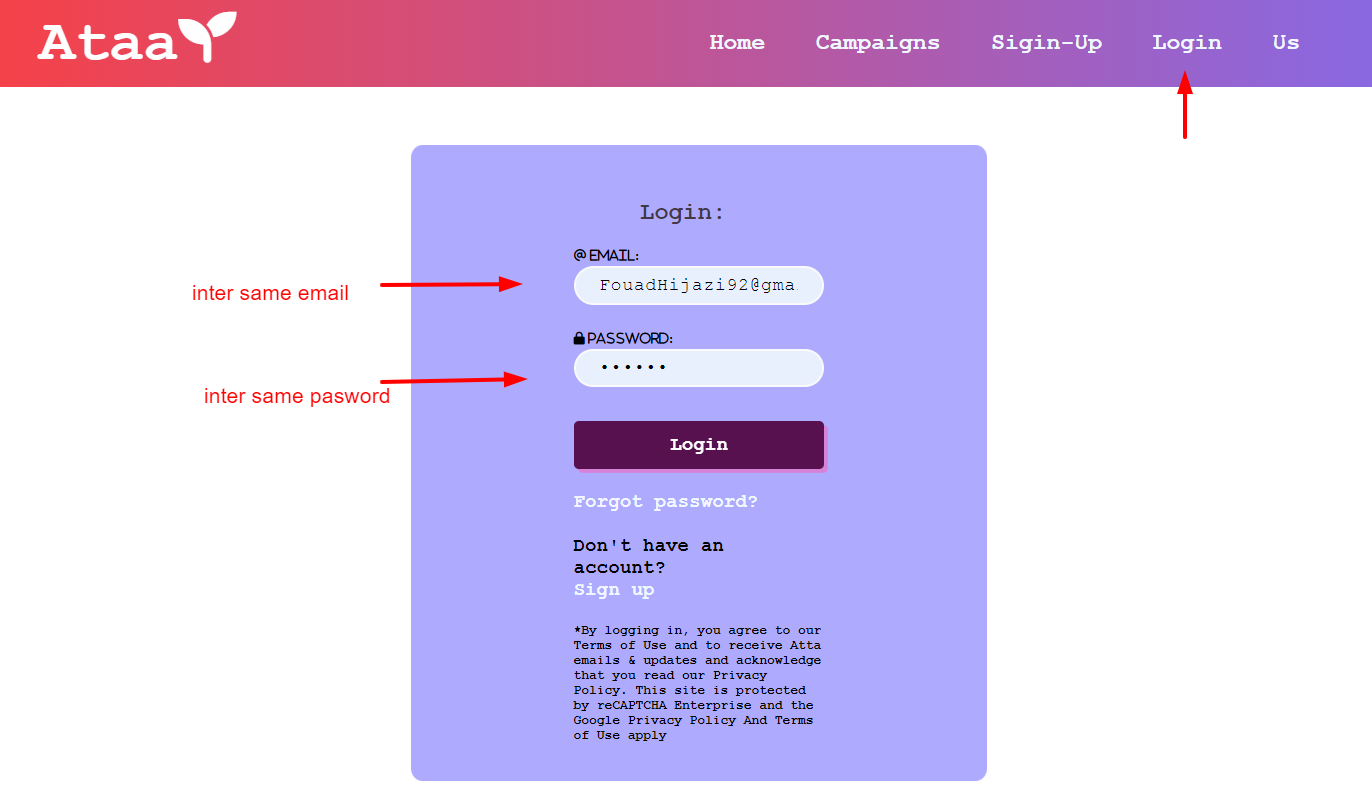 Ataa
Home Campaigns Sigin-Up Login Us
Login:
@ EMAIL:
inter same email
FouadHijazi92@gma
PASSWORD:
••••••
inter same pasword
Login
Forgot password?
Don't have an
account?
Sign up
*By logging in, you agree to our
Terms of Use and to receive Atta
emails & updates and acknowledge
that you read our Privacy
Policy. This site is protected
by reCAPTCHA Enterprise and the
Google Privacy Policy And Terms
of Use apply